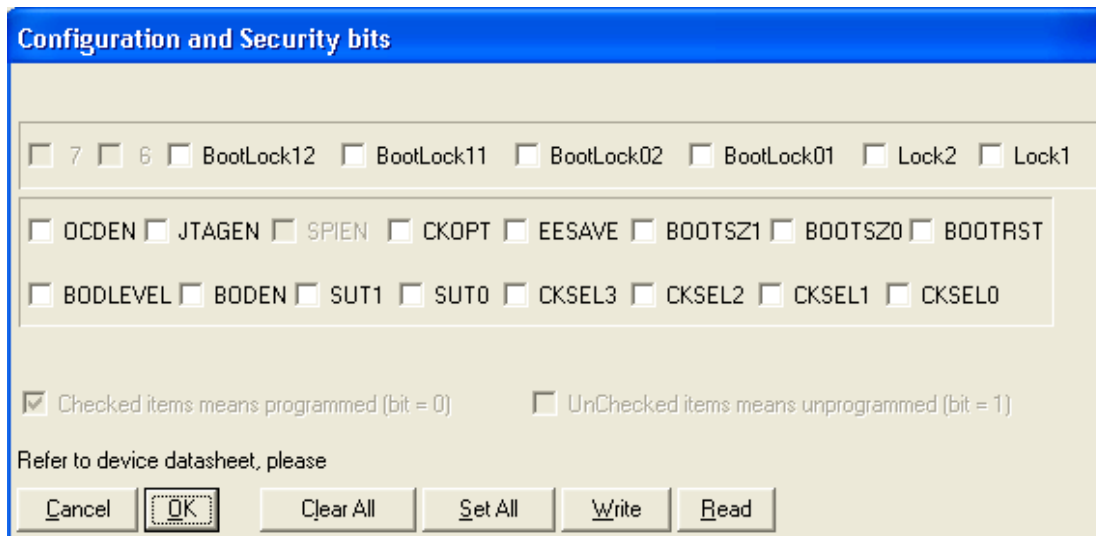 Configuration and Security bits
7 6 BootLock12 BootLock11 BootLock02 BootLock01 Lock2 Lock1
OCDEN JTAGEN SPIEN CKOPT EESAVE BOOTSZ1 BOOTSZ0 BOOTRST
BODLEVEL BODEN SUT1 SUT0 CKSEL3 CKSEL2 CKSEL1 CKSEL0
Checked items means programmed (bit = 0) UnChecked items means unprogrammed (bit = 1)
Refer to device datasheet, please
Cancel OK Clear All Set All Write Read